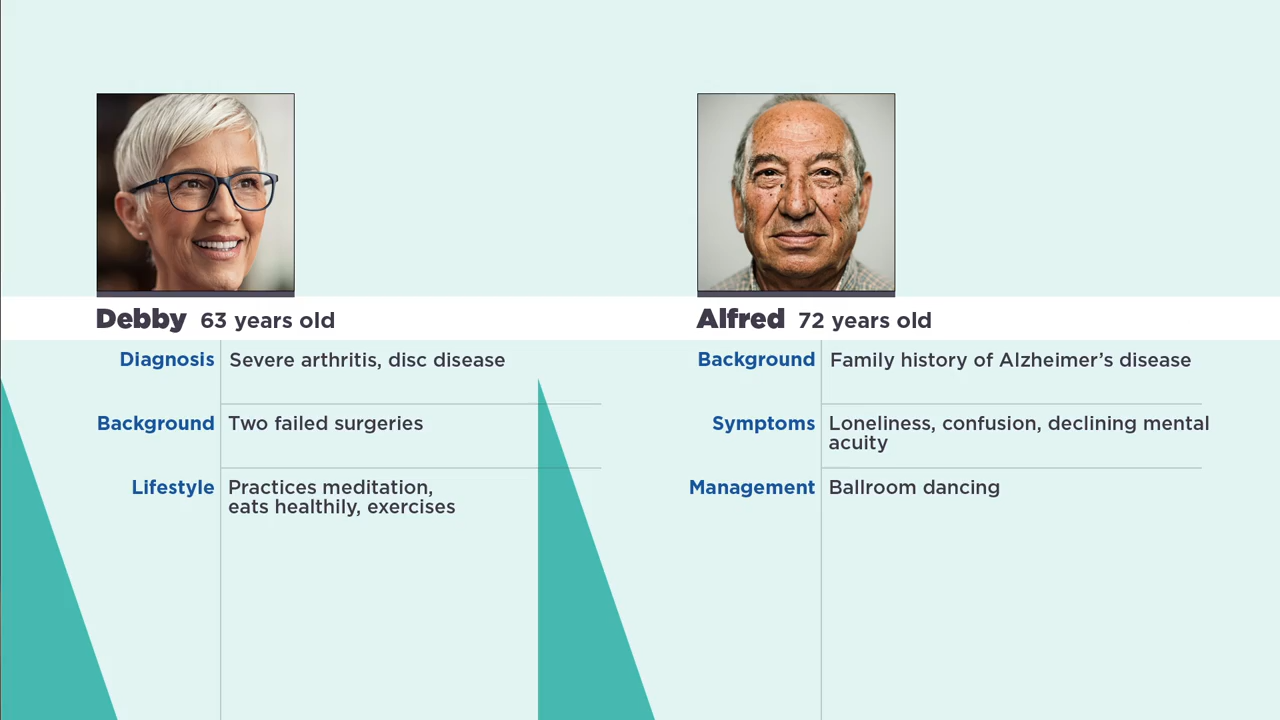 Debby 63 years old
Diagnosis Severe arthritis, disc disease
Background Two failed surgeries
Lifestyle Practices meditation,
eats healthily, exercises
Alfred 72 years old
Background Family history of Alzheimer’s disease
Symptoms Loneliness, confusion, declining mental
acuity
Management Ballroom dancing